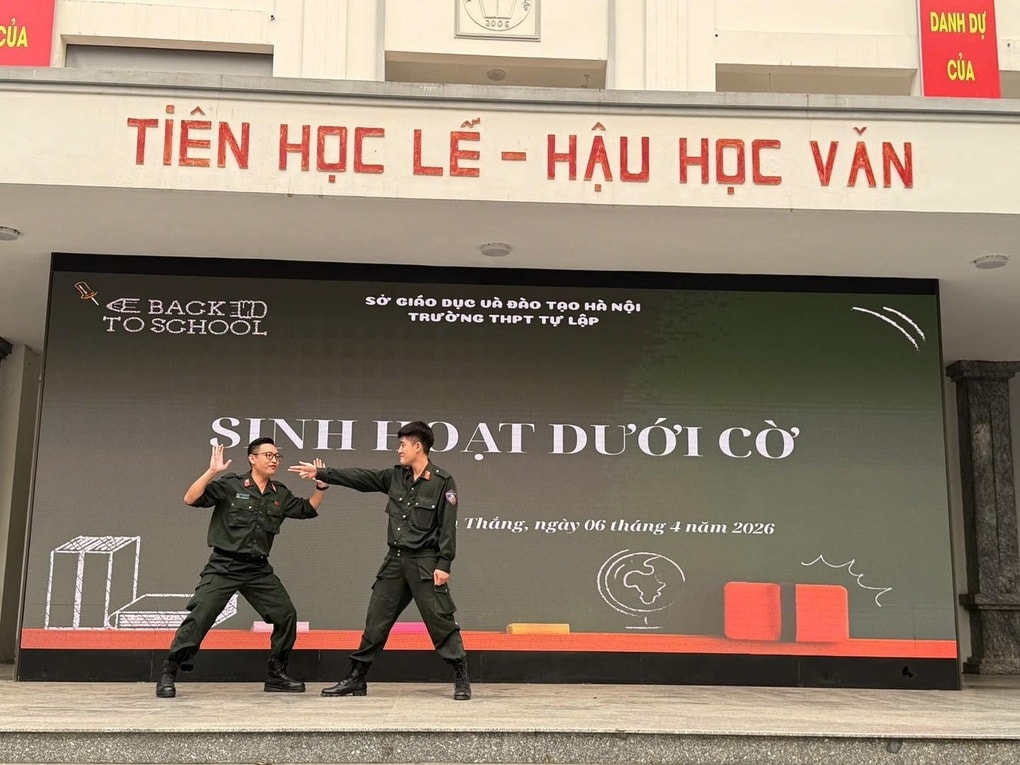 CỦA
2006
DANH DỰ
CỦA
TIÊN HỌC LỄ - HẬU HỌC VĂN
BACK
TO SCHOOL
SỞ GIÁO DỤC VÀ ĐÀO TẠO HÀ NỘI
TRƯỜNG THPT TỰ LẬP
SINH HOẠT DƯỚI CỜ
Thắng, ngày 06 tháng 4 năm 2026